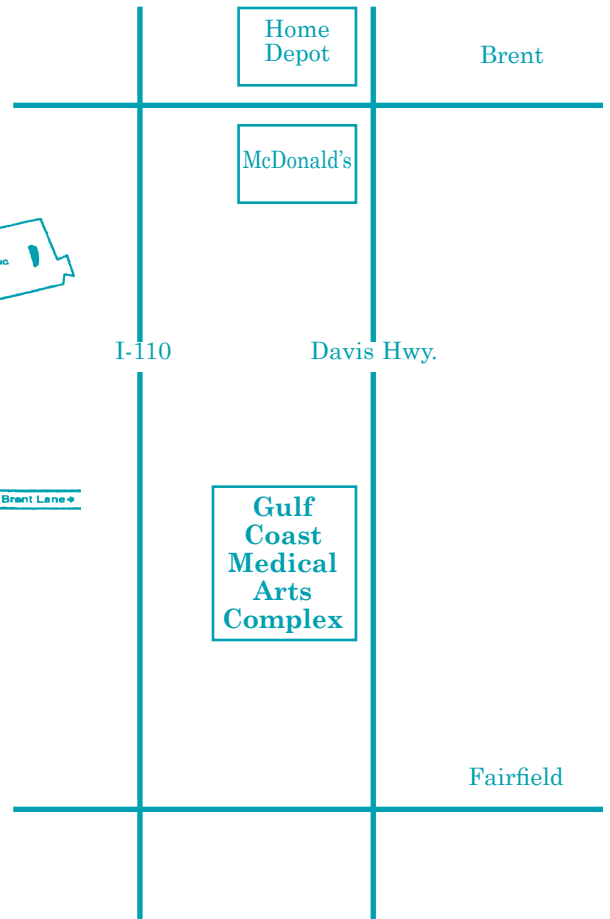 Home
Depot
Brent
McDonald's
I-110
Davis Hwy.
Brent Lane→
Gulf
Coast
Medical
Arts
Complex
Fairfield